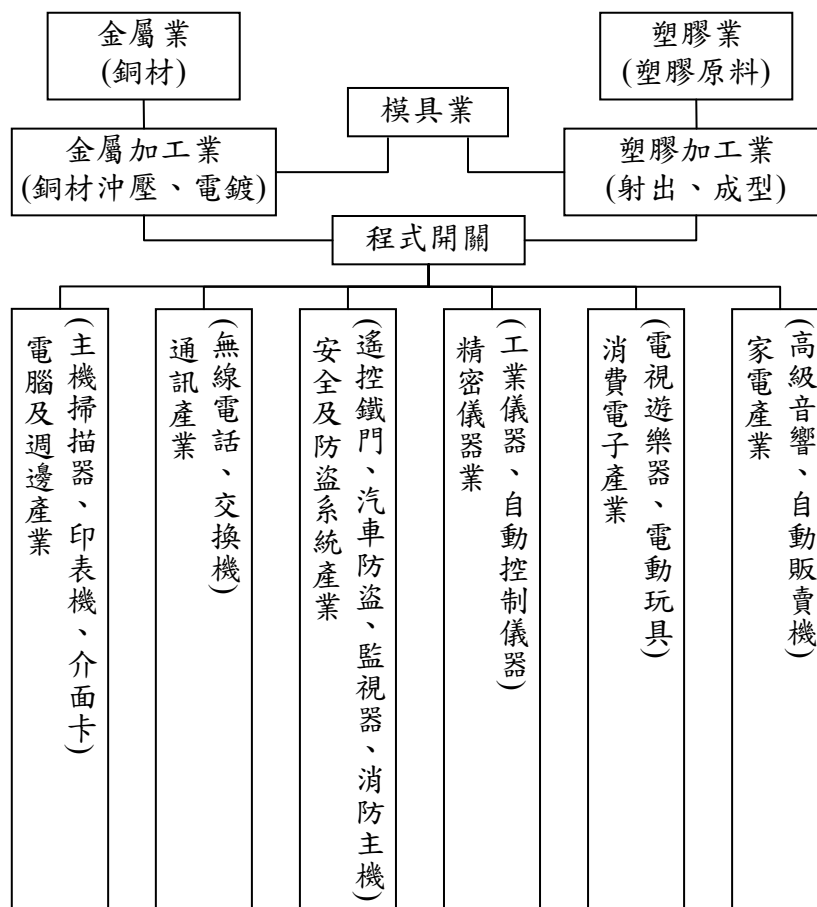 金屬業
(銅材)
塑膠業
(塑膠原料)
模具業
金屬加工業
(銅材沖壓、電鍍)
塑膠加工業
(射出、成型)
程式開關
電腦及週邊產業
(主機掃描器、印表機、介面卡)
通訊產業
(無線電話、交換機)
安全及防盜系統產業
(遙控鐵門、汽車防盜、監視器、消防主機)
精密儀器業
(工業儀器、自動控制儀器)
消費電子產業
(電視遊樂器、電動玩具)
家電產業
(高級音響、自動販賣機)